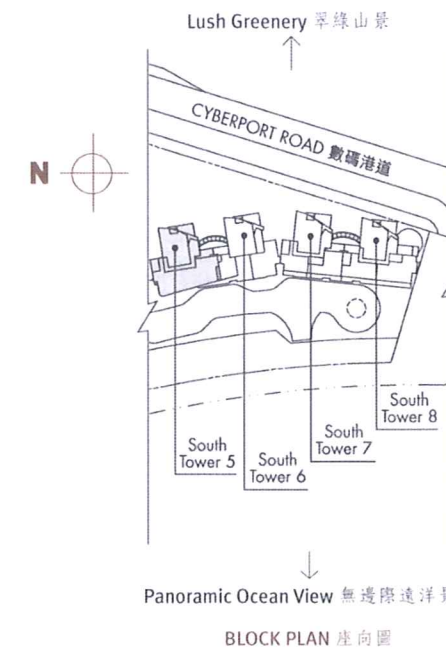 Lush Greenery 翠綠山景
CYBERPORT ROAD 數碼港道
N
South
Tower 5
South
Tower 6
South
Tower 7
South
Tower 8
Panoramic Ocean View 無邊際遠洋景
BLOCK PLAN 座向圖